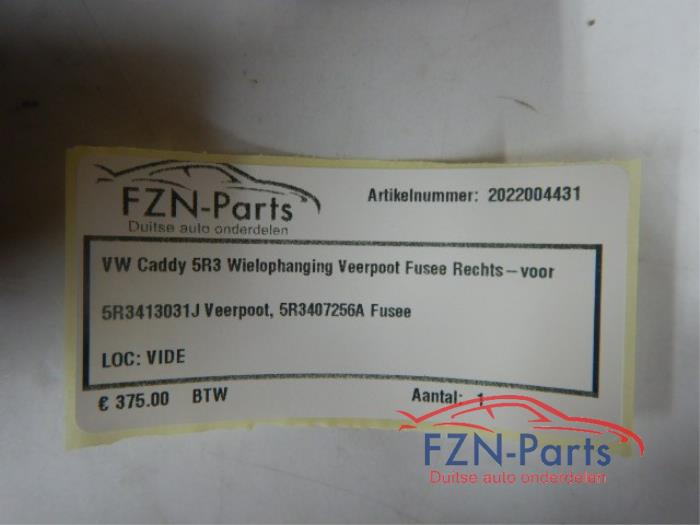 FZN-Parts
Duitse auto onderdelen
Artikelnummer: 2022004431
VW Caddy 5R3 Wielophanging Veerpoot Fusee Rechts-voor
5R3413031J Veerpoot, 5R3407256A Fusee
LOC: VIDE
€ 375.00 BTW Aantal: 1
FZN-Parts
Duitse auto onderdelen